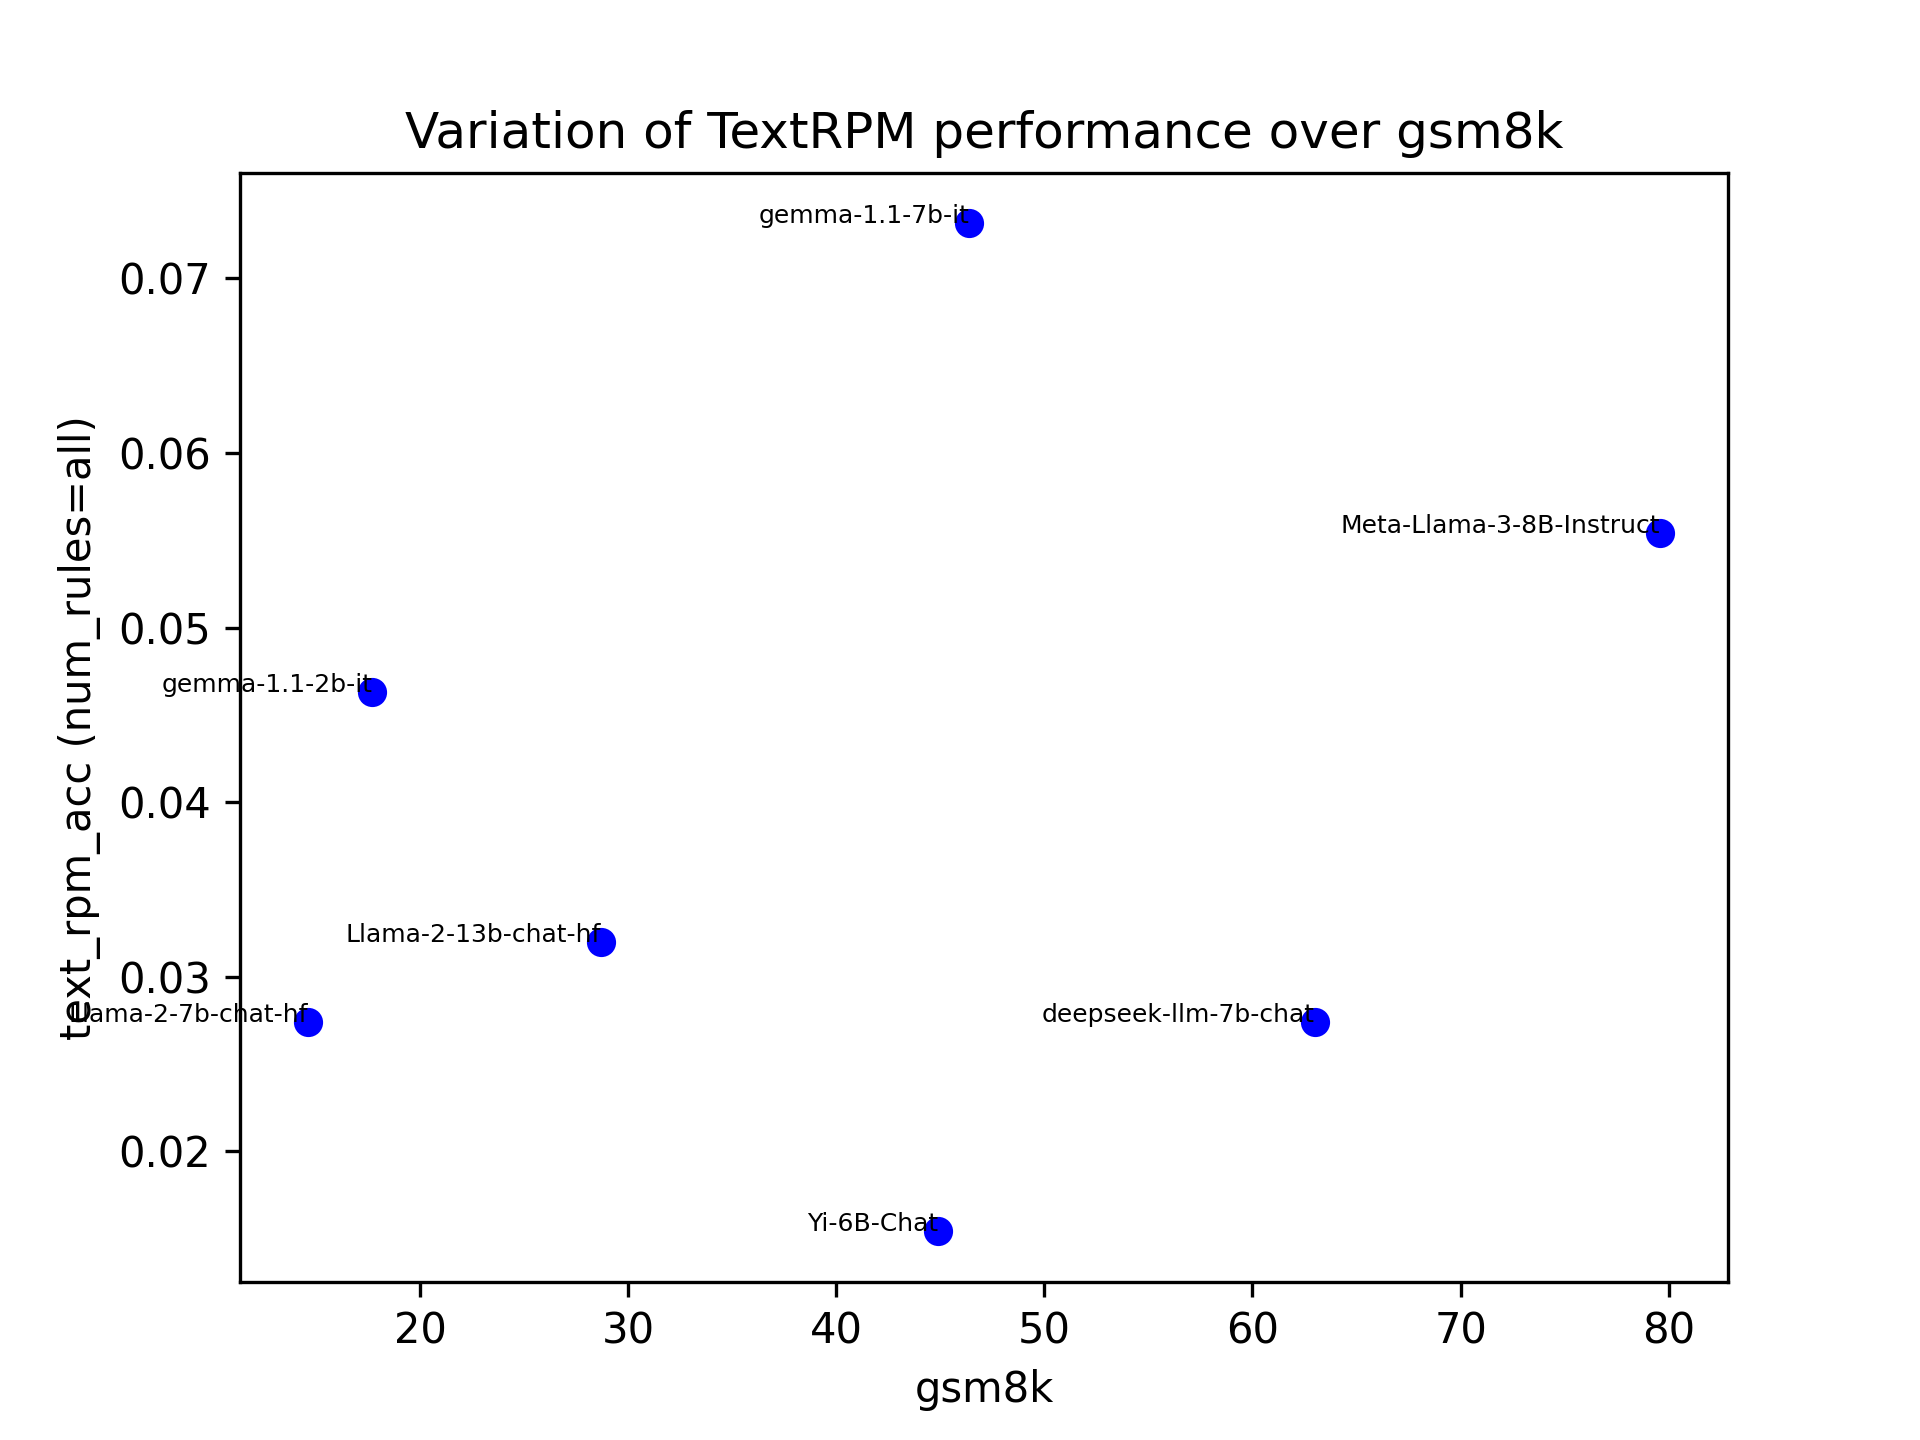 Variation of TextRPM performance over gsm8k
gemma-1.1-7b-it
0.07
0.06
Meta-Llama-3-8B-Instruct
0.05
gemma-1.1-2b-it
text_rpm_acc (num_rules=all)
0.04
Llama-2-13b-chat-hf
0.03
Llama-2-7b-chat-hf
deepseek-llm-7b-chat
0.02
Yi-6B-Chat
20 30 40 50 60 70 80
gsm8k